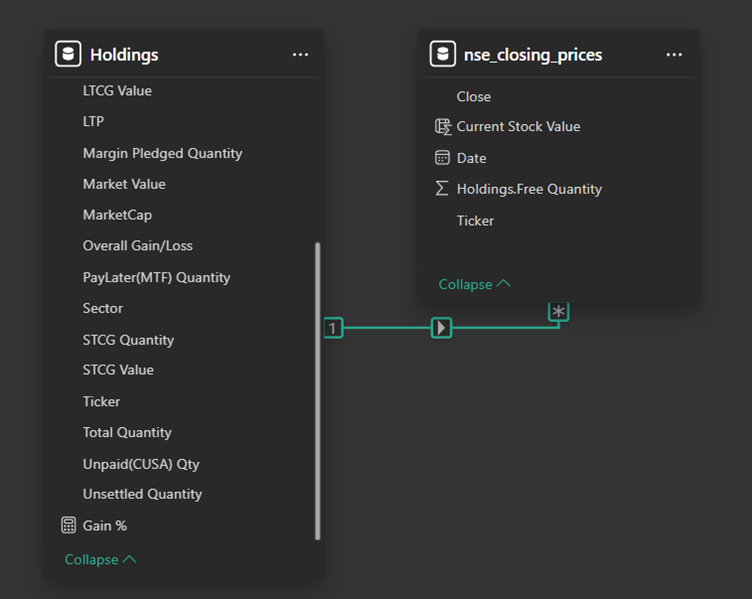 Holdings
LTCG Value
LTP
Margin Pledged Quantity
Market Value
MarketCap
Overall Gain/Loss
PayLater(MTF) Quantity
Sector
STCG Quantity
STCG Value
Ticker
Total Quantity
Unpaid(CUSA) Qty
Unsettled Quantity
Gain %
Collapse
nse_closing_prices
Close
Current Stock Value
Date
Holdings.Free Quantity
Ticker
Collapse
1
*